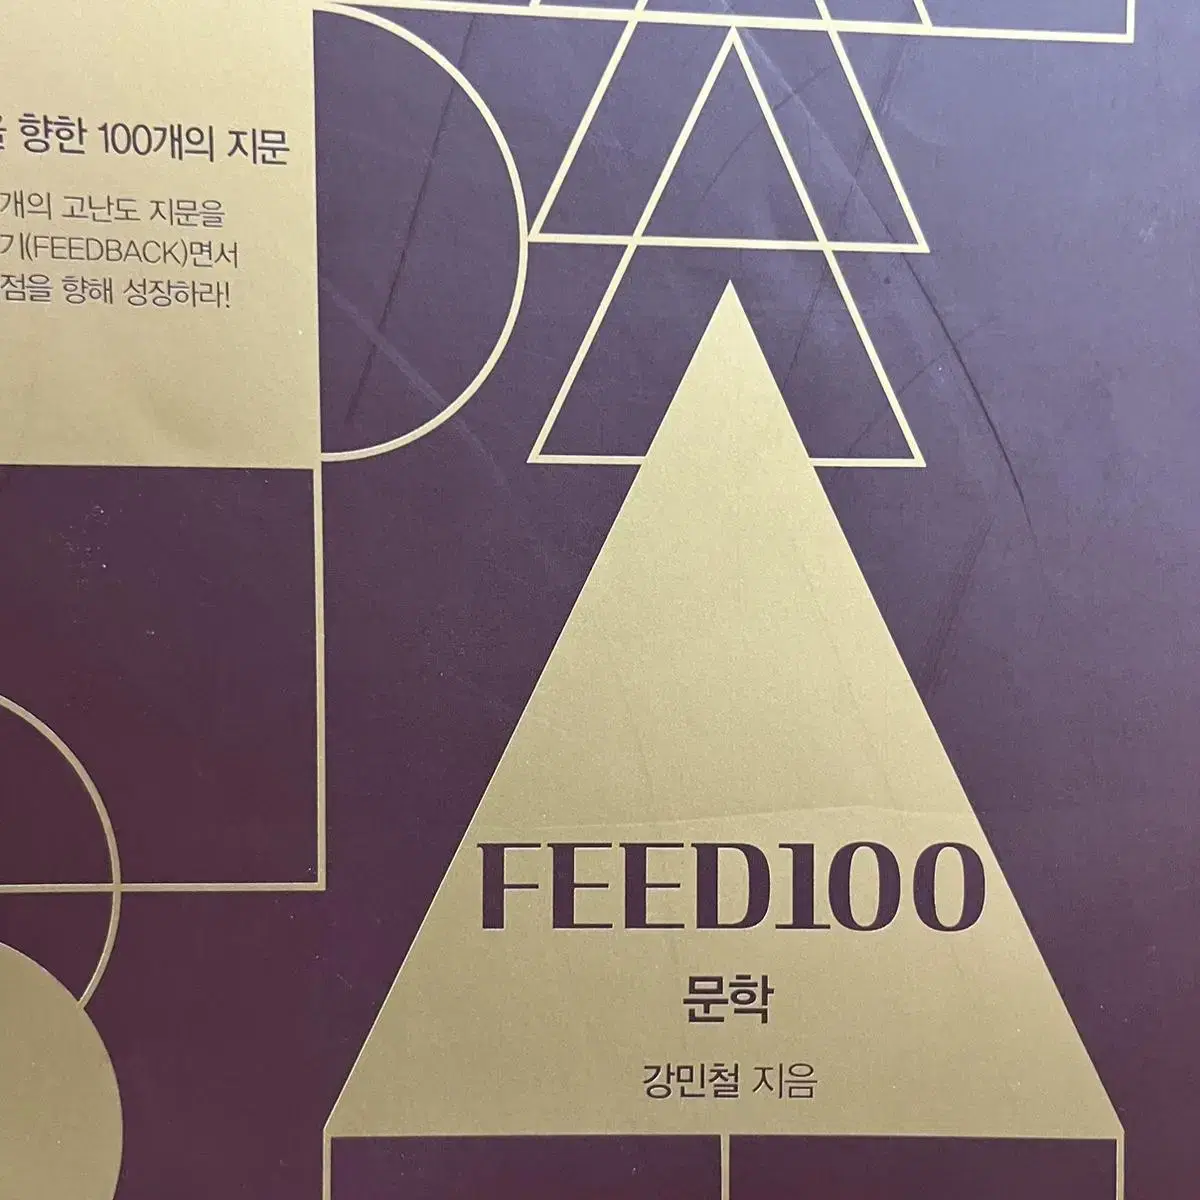 향한 100개의 지문
개의 고난도 지문을
기(FEEDBACK)면서
점을 향해 성장하라!
FEED100
문학
강민철 지음